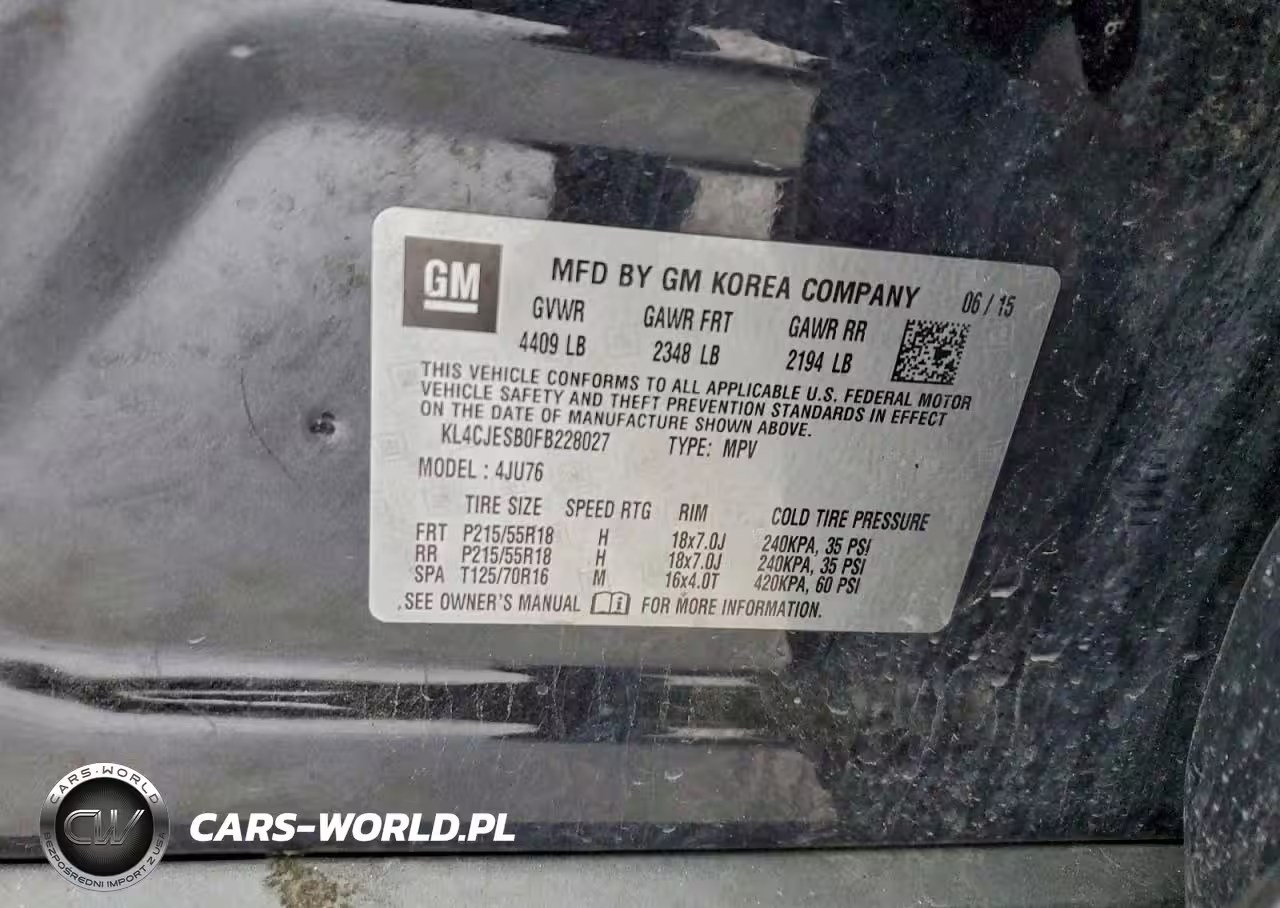 GM
MFD BY GM KOREA COMPANY 06 / 15
GVWR GAWR FRT GAWR RR
4409 LB 2348 LB 2194 LB
THIS VEHICLE CONFORMS TO ALL APPLICABLE U.S. FEDERAL MOTOR
VEHICLE SAFETY AND THEFT PREVENTION STANDARDS IN EFFECT
ON THE DATE OF MANUFACTURE SHOWN ABOVE.
KL4CJESB0FB228027 TYPE: MPV
MODEL : 4JU76
TIRE SIZE SPEED RTG RIM COLD TIRE PRESSURE
FRT P215/55R18 H 18x7.0J 240KPA, 35 PSI
RR P215/55R18 H 18x7.0J 240KPA, 35 PSI
SPA T125/70R16 M 16x4.0T 420KPA, 60 PSI
SEE OWNER'S MANUAL FOR MORE INFORMATION.
CARS-WORLD
CW
BEZPOŚREDNI IMPORT Z USA
CARS-WORLD.PL